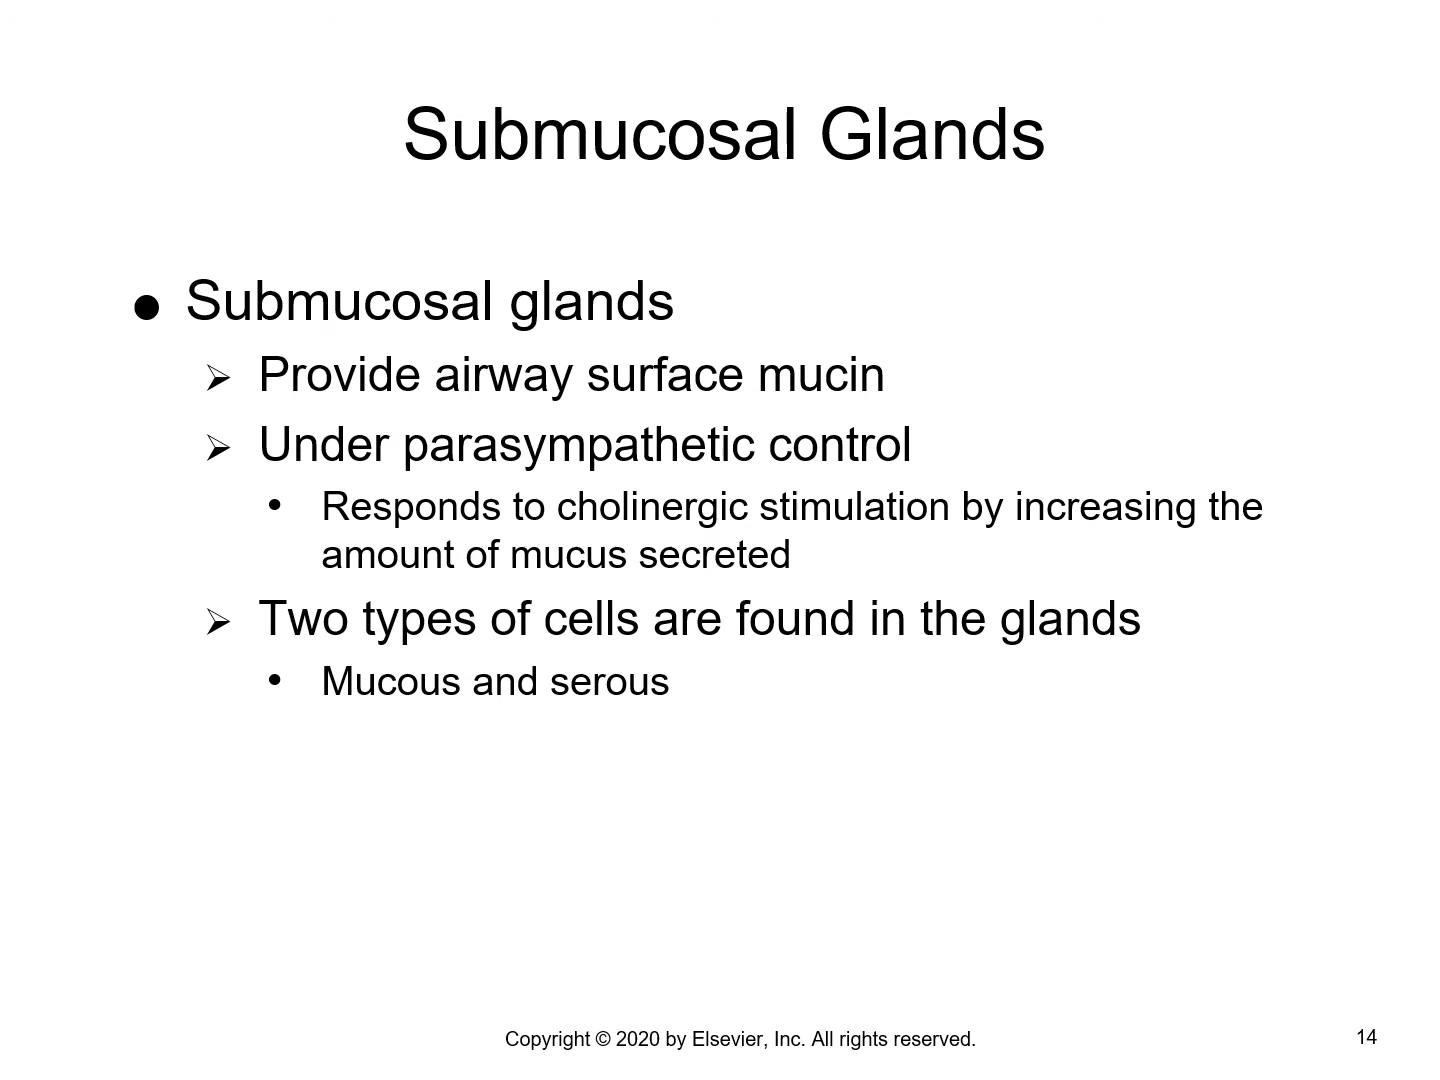 Submucosal Glands
● Submucosal glands
➢ Provide airway surface mucin
➢ Under parasympathetic control
• Responds to cholinergic stimulation by increasing the
amount of mucus secreted
➢ Two types of cells are found in the glands
• Mucous and serous
Copyright © 2020 by Elsevier, Inc. All rights reserved.
14